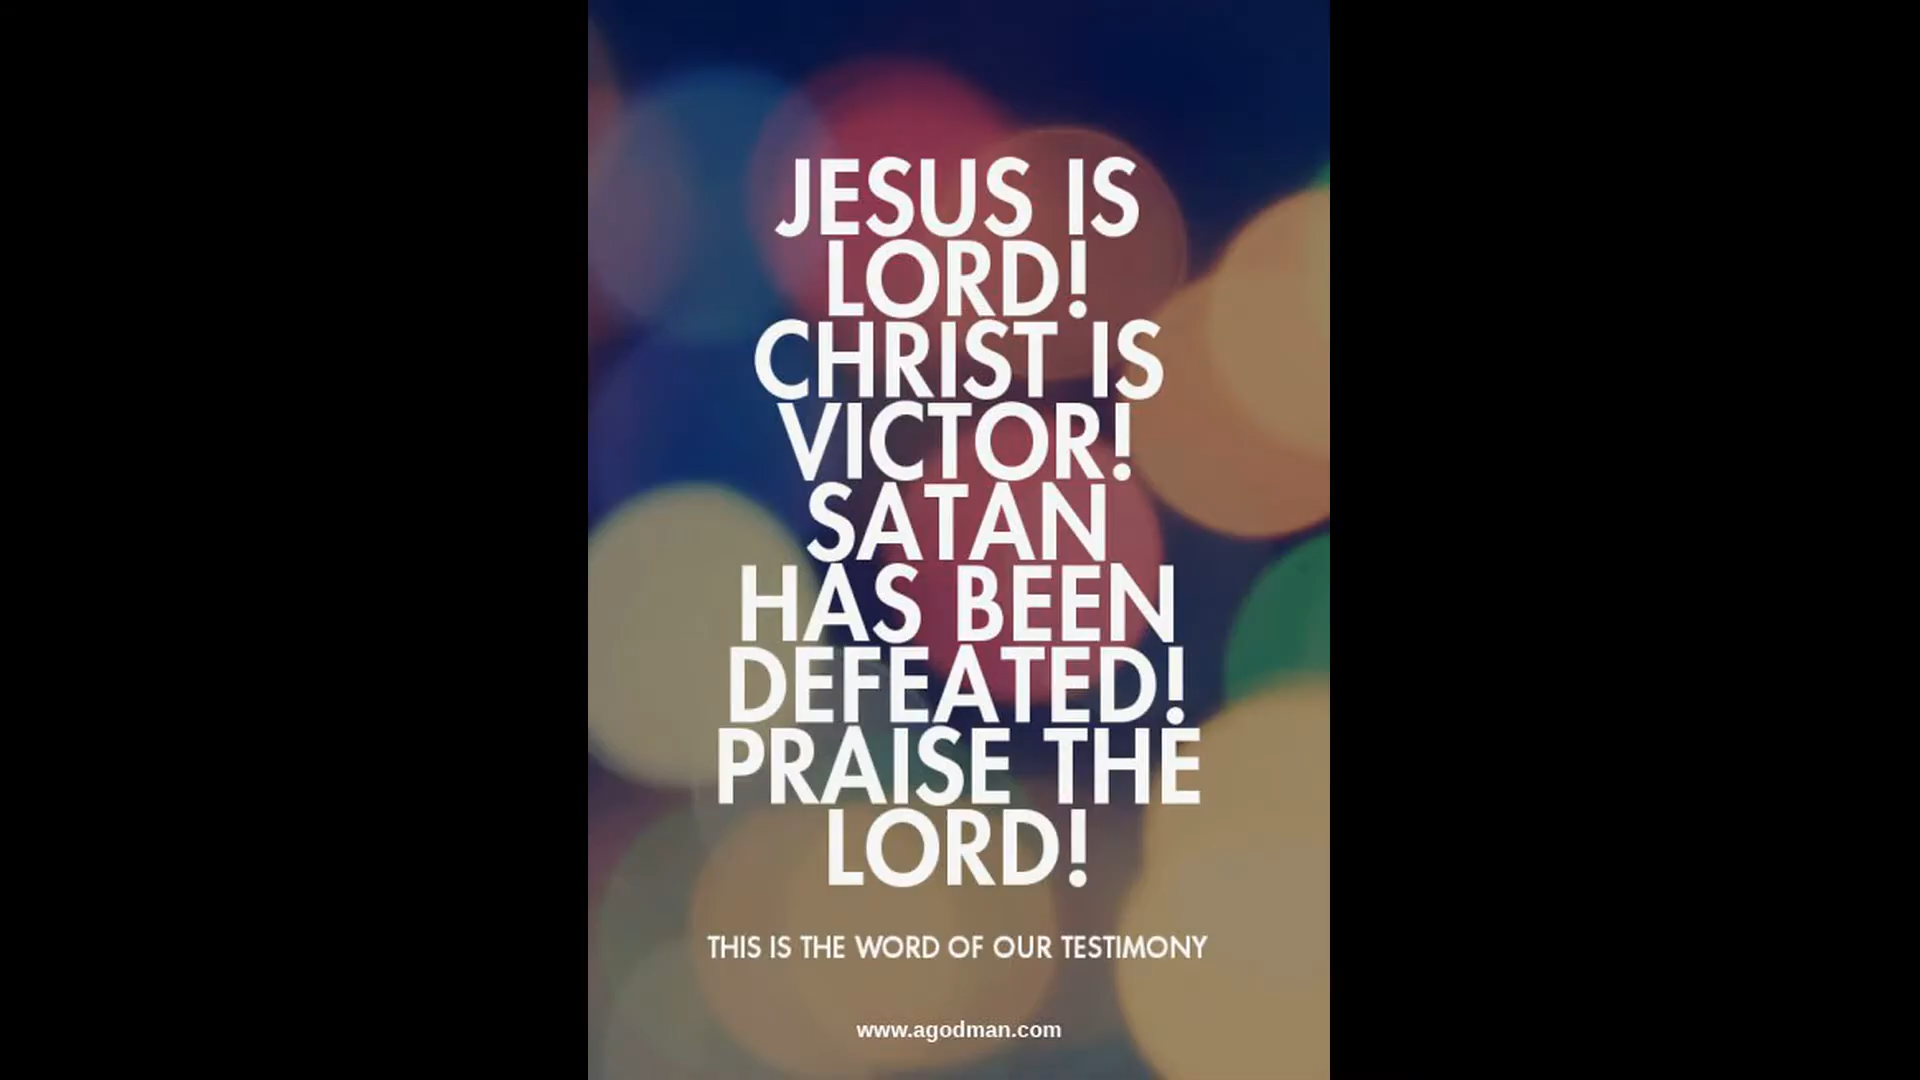 JESUS IS
LORD!
CHRIST IS
VICTOR!
SATAN
HAS BEEN
DEFEATED!
PRAISE THE
LORD!
THIS IS THE WORD OF OUR TESTIMONY
www.agodman.com